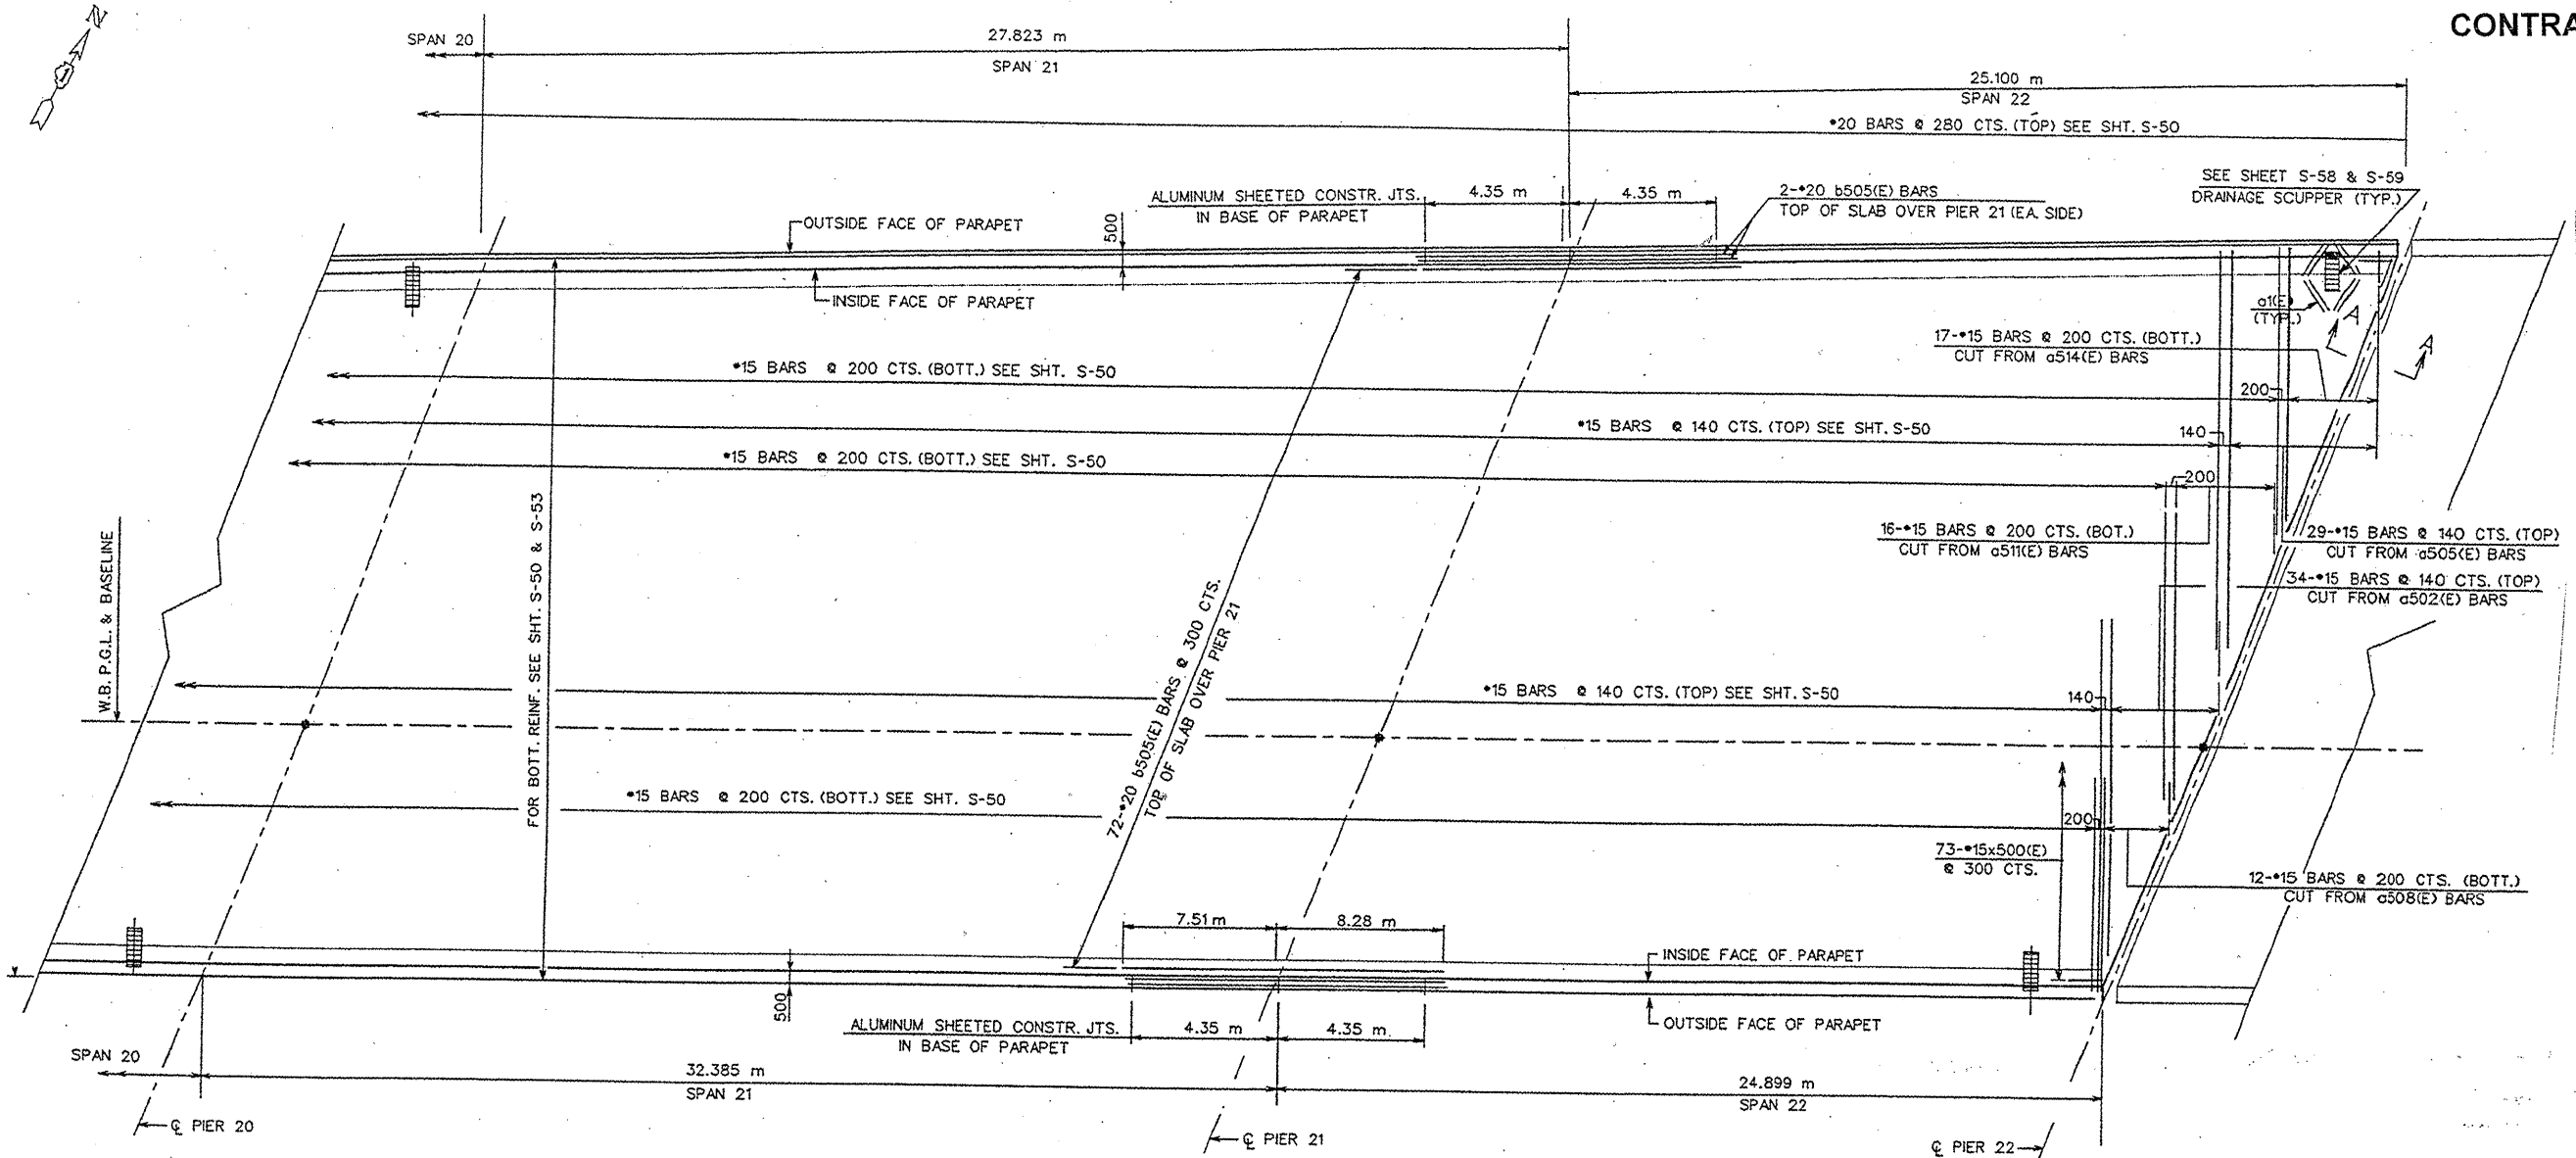 CONTRA
N
1
SPAN 20
27.823 m
SPAN 21
25.100 m
SPAN 22
•20 BARS @ 280 CTS. (TOP) SEE SHT. S-50
SEE SHEET S-58 & S-59
DRAINAGE SCUPPER (TYP.)
ALUMINUM SHEETED CONSTR. JTS.
IN BASE OF PARAPET
4.35 m
4.35 m
2-•20 b505(E) BARS
TOP OF SLAB OVER PIER 21 (EA. SIDE)
OUTSIDE FACE OF PARAPET
500
INSIDE FACE OF PARAPET
a1(E)
(TYP.)
A
A
17-•15 BARS @ 200 CTS. (BOTT.)
CUT FROM a514(E) BARS
•15 BARS @ 200 CTS. (BOTT.) SEE SHT. S-50
200
•15 BARS @ 140 CTS. (TOP) SEE SHT. S-50
140
•15 BARS @ 200 CTS. (BOTT.) SEE SHT. S-50
200
16-•15 BARS @ 200 CTS. (BOT.)
CUT FROM a511(E) BARS
29-•15 BARS @ 140 CTS. (TOP)
CUT FROM a505(E) BARS
34-•15 BARS @ 140 CTS. (TOP)
CUT FROM a502(E) BARS
W.B. P.G.L. & BASELINE
FOR BOTT. REINF. SEE SHT. S-50 & S-53
72-•20 b505(E) BARS @ 300 CTS.
TOP OF SLAB OVER PIER 21
•15 BARS @ 140 CTS. (TOP) SEE SHT. S-50
140
•15 BARS @ 200 CTS. (BOTT.) SEE SHT. S-50
200
73-•15x500(E)
@ 300 CTS.
12-•15 BARS @ 200 CTS. (BOTT.)
CUT FROM a508(E) BARS
7.51 m
8.28 m
INSIDE FACE OF PARAPET
500
ALUMINUM SHEETED CONSTR. JTS.
IN BASE OF PARAPET
4.35 m
4.35 m
OUTSIDE FACE OF PARAPET
SPAN 20
32.385 m
SPAN 21
24.899 m
SPAN 22
℄ PIER 20
℄ PIER 21
℄ PIER 22